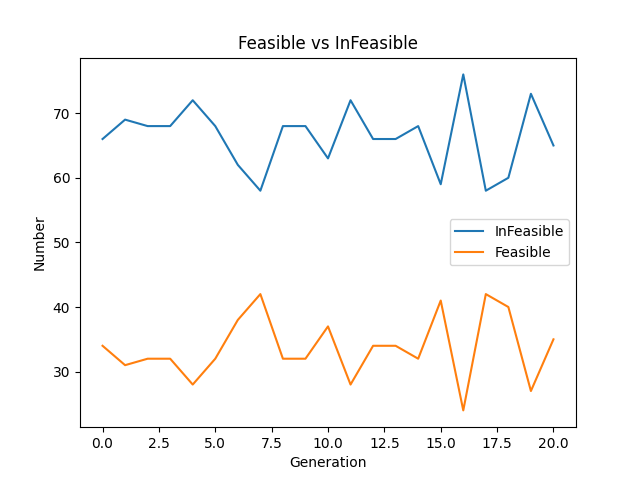 Feasible vs InFeasible
Number
70
60
50
40
30
InFeasible
Feasible
0.0 2.5 5.0 7.5 10.0 12.5 15.0 17.5 20.0
Generation